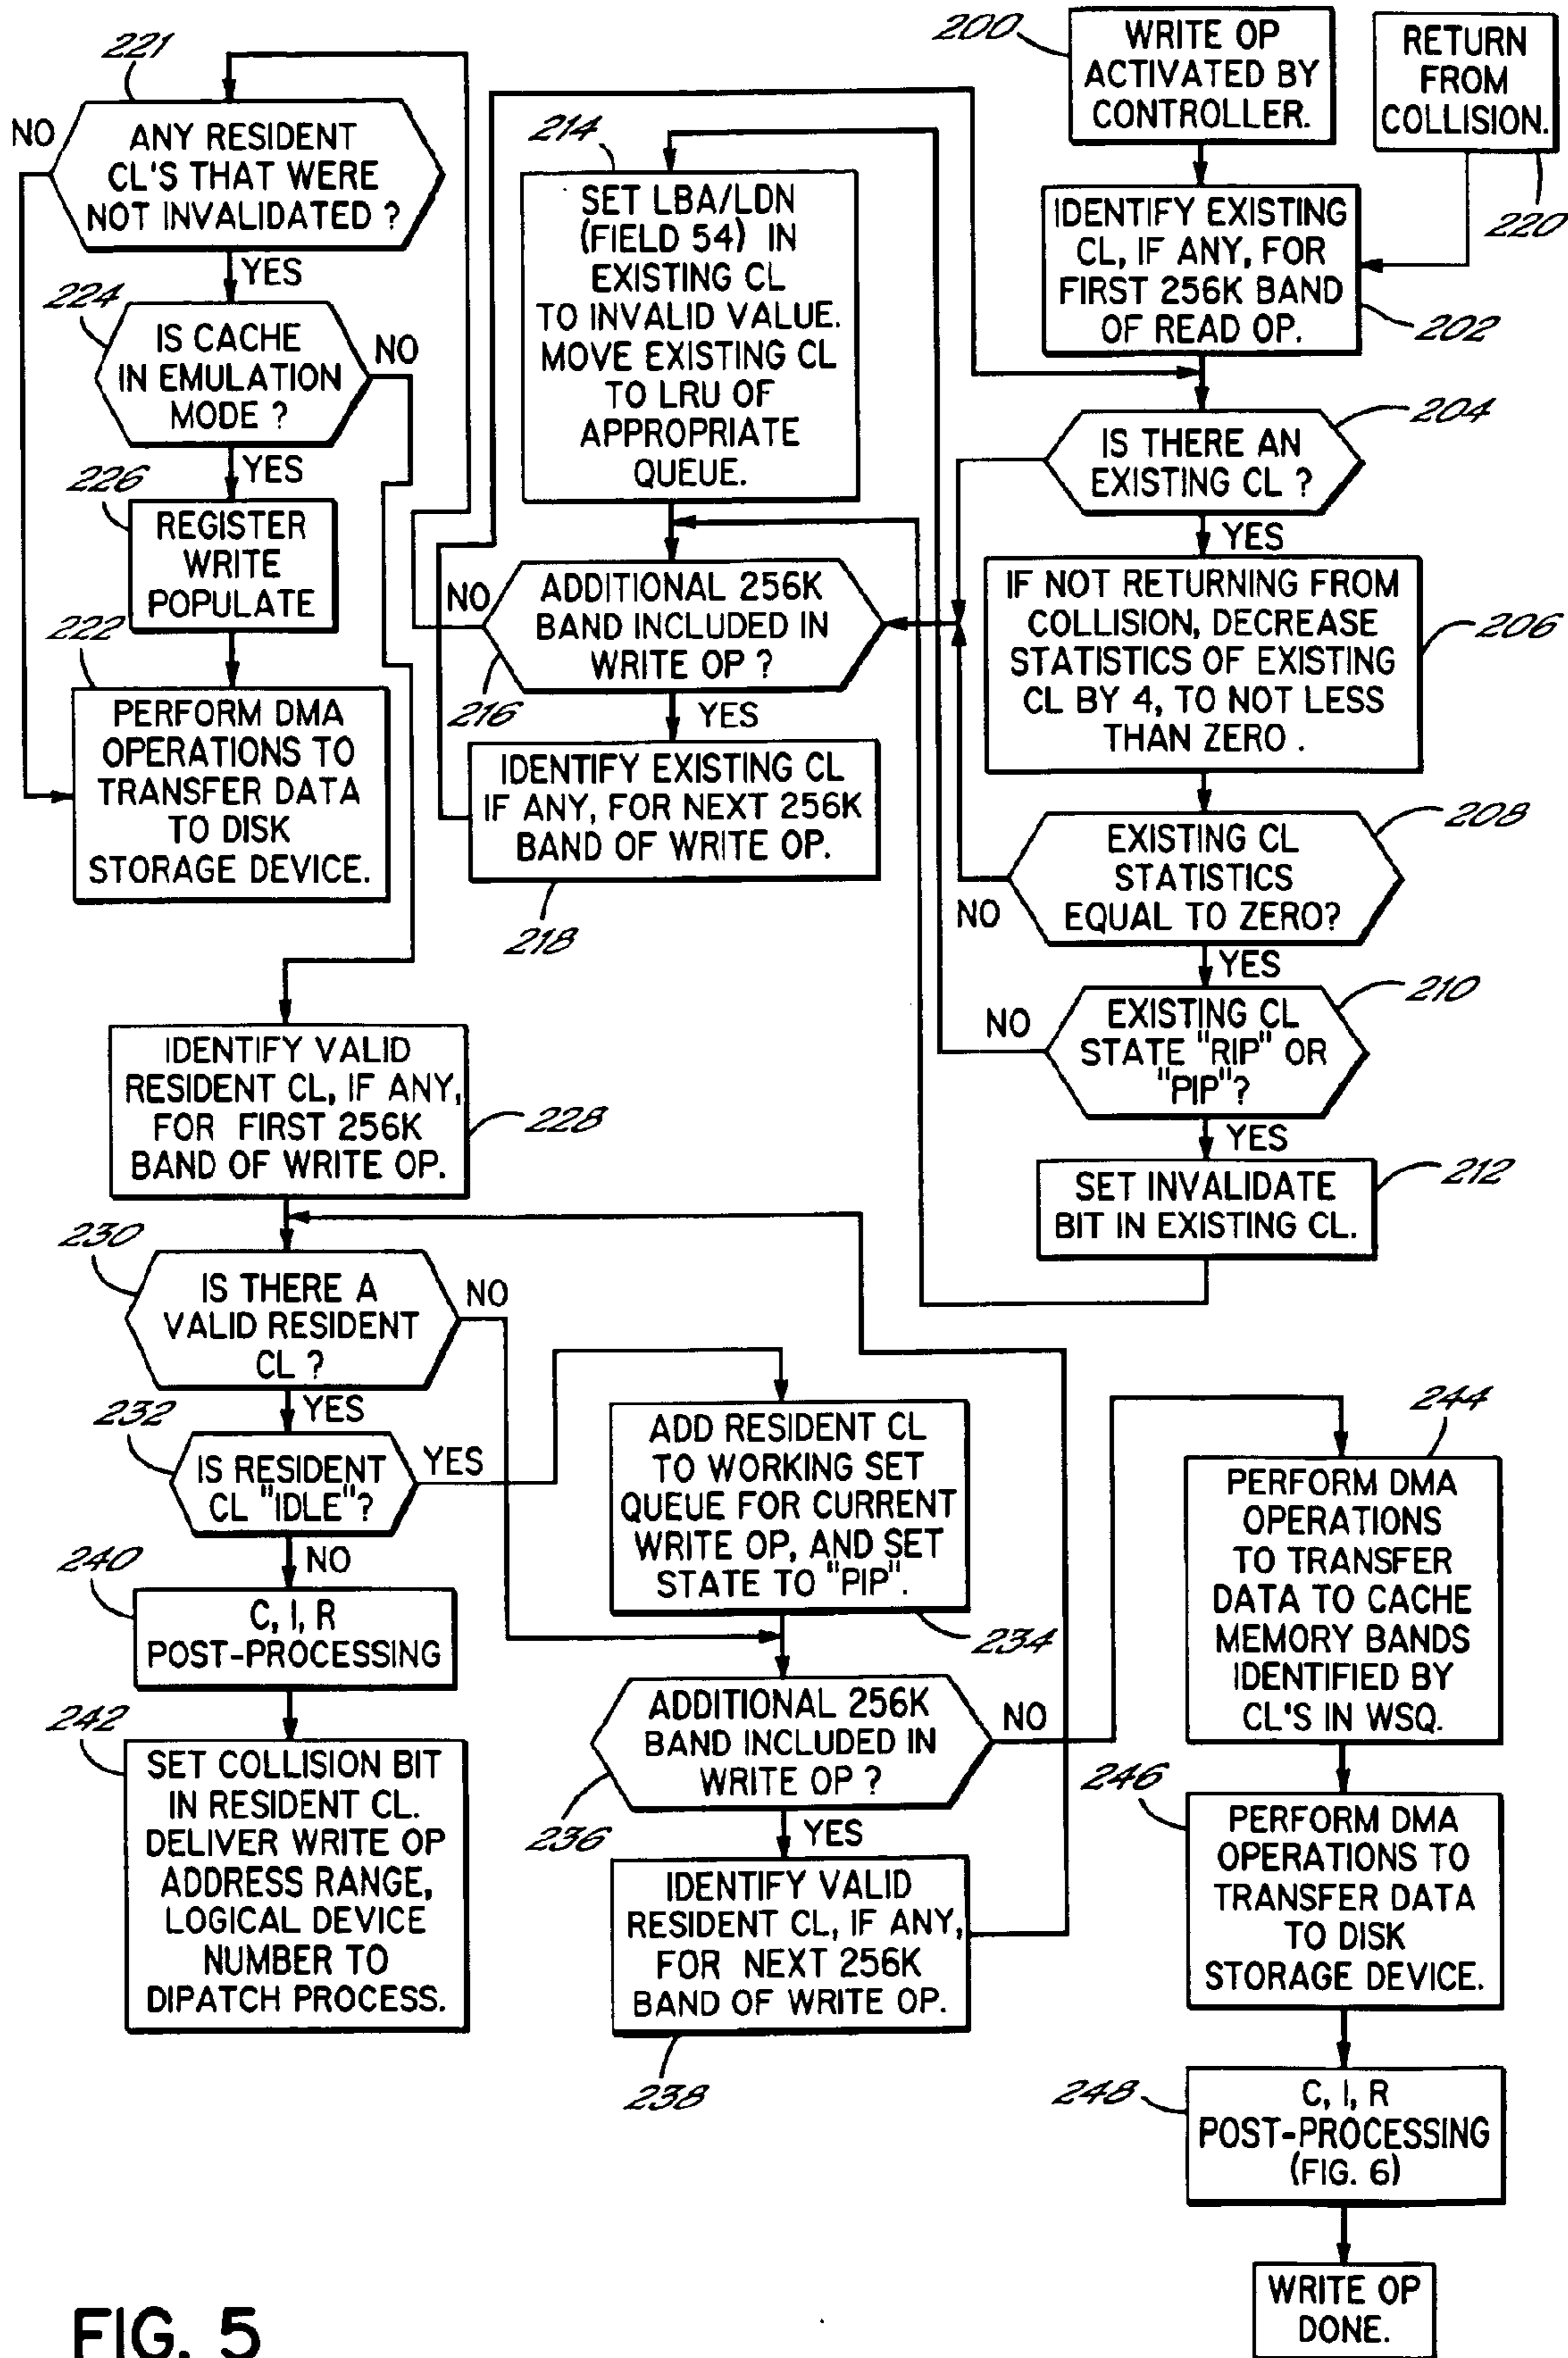 200
WRITE OP
ACTIVATED BY
CONTROLLER.
RETURN
FROM
COLLISION.
220
IDENTIFY EXISTING
CL, IF ANY, FOR
FIRST 256K BAND
OF READ OP.
202
204
IS THERE AN
EXISTING CL ?
YES
IF NOT RETURNING FROM
COLLISION, DECREASE
STATISTICS OF EXISTING
CL BY 4, TO NOT LESS
THAN ZERO .
206
EXISTING CL
STATISTICS
EQUAL TO ZERO?
208
NO
YES
EXISTING CL
STATE "RIP" OR
"PIP"?
210
NO
YES
SET INVALIDATE
BIT IN EXISTING CL.
212
214
SET LBA/LDN
(FIELD 54) IN
EXISTING CL
TO INVALID VALUE.
MOVE EXISTING CL
TO LRU OF
APPROPRIATE
QUEUE.
NO
ADDITIONAL 256K
BAND INCLUDED IN
WRITE OP ?
216
YES
IDENTIFY EXISTING CL
IF ANY, FOR NEXT 256K
BAND OF WRITE OP.
218
221
NO
ANY RESIDENT
CL'S THAT WERE
NOT INVALIDATED ?
YES
224
IS CACHE
IN EMULATION
MODE ?
NO
YES
226
REGISTER
WRITE
POPULATE
222
PERFORM DMA
OPERATIONS TO
TRANSFER DATA
TO DISK
STORAGE DEVICE.
IDENTIFY VALID
RESIDENT CL, IF ANY,
FOR FIRST 256K
BAND OF WRITE OP.
228
230
IS THERE A
VALID RESIDENT
CL ?
NO
YES
232
IS RESIDENT
CL "IDLE"?
YES
NO
240
C, I, R
POST-PROCESSING
242
SET COLLISION BIT
IN RESIDENT CL.
DELIVER WRITE OP
ADDRESS RANGE,
LOGICAL DEVICE
NUMBER TO
DIPATCH PROCESS.
ADD RESIDENT CL
TO WORKING SET
QUEUE FOR CURRENT
WRITE OP, AND SET
STATE TO "PIP".
234
ADDITIONAL 256K
BAND INCLUDED IN
WRITE OP ?
NO
236
YES
IDENTIFY VALID
RESIDENT CL, IF ANY,
FOR NEXT 256K
BAND OF WRITE OP.
238
244
PERFORM DMA
OPERATIONS
TO TRANSFER
DATA TO CACHE
MEMORY BANDS
IDENTIFIED BY
CL'S IN WSQ.
246
PERFORM DMA
OPERATIONS TO
TRANSFER DATA
TO DISK
STORAGE DEVICE.
248
C, I, R
POST-PROCESSING
(FIG. 6)
WRITE OP
DONE.
FIG. 5